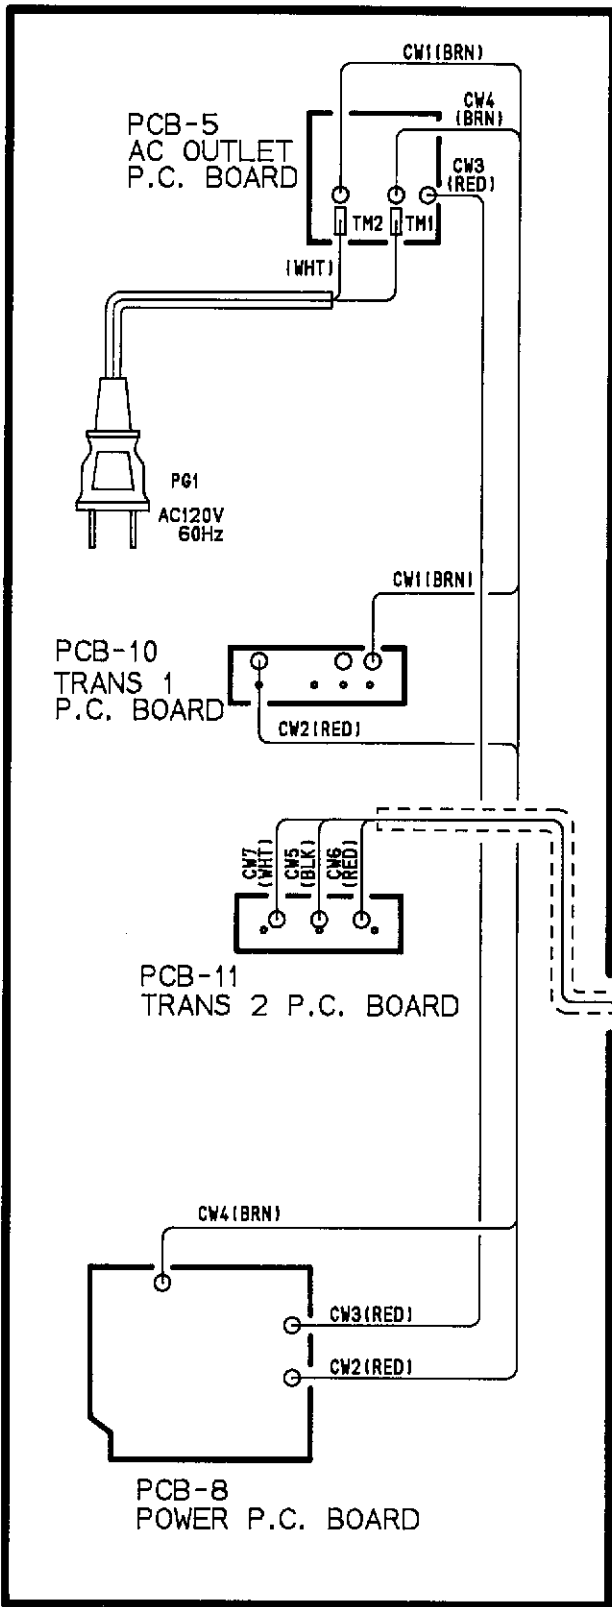 CW1(BRN)
PCB-5
AC OUTLET
P.C. BOARD
CW4
(BRN)
CW3
(RED)
TM2
TM1
(WHT)
PG1
AC120V
60Hz
CW1(BRN)
PCB-10
TRANS 1
P.C. BOARD
CW2(RED)
CW7
(WHT)
CW5
(BLK)
CW6
(RED)
PCB-11
TRANS 2 P.C. BOARD
CW4(BRN)
CW3(RED)
CW2(RED)
PCB-8
POWER P.C. BOARD